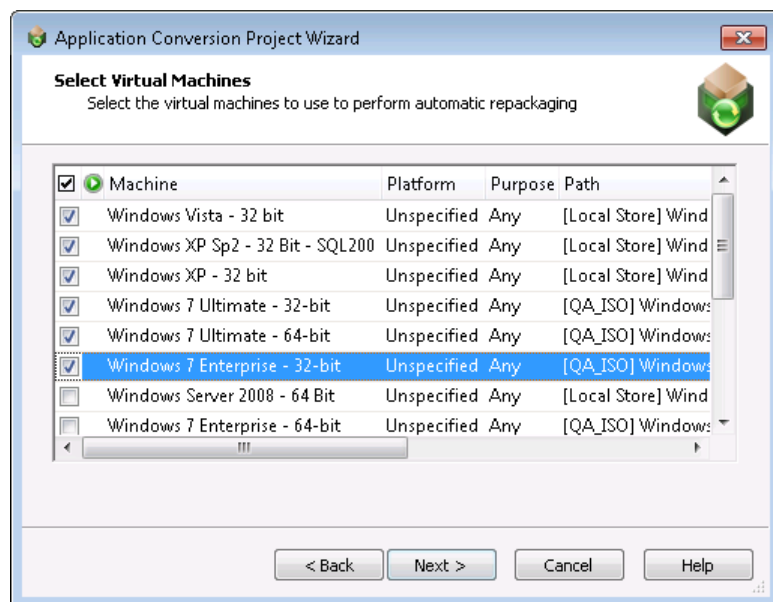 Application Conversion Project Wizard
Select Virtual Machines
Select the virtual machines to use to perform automatic repackaging
Machine Platform Purpose Path
Windows Vista - 32 bit Unspecified Any [Local Store] Wind
Windows XP Sp2 - 32 Bit - SQL200 Unspecified Any [Local Store] Wind
Windows XP - 32 bit Unspecified Any [Local Store] Wind
Windows 7 Ultimate - 32-bit Unspecified Any [QA_ISO] Windows
Windows 7 Ultimate - 64-bit Unspecified Any [QA_ISO] Windows
Windows 7 Enterprise - 32-bit Unspecified Any [QA_ISO] Windows
Windows Server 2008 - 64 Bit Unspecified Any [Local Store] Wind
Windows 7 Enterprise - 64-bit Unspecified Any [QA_ISO] Windows
< Back Next > Cancel Help